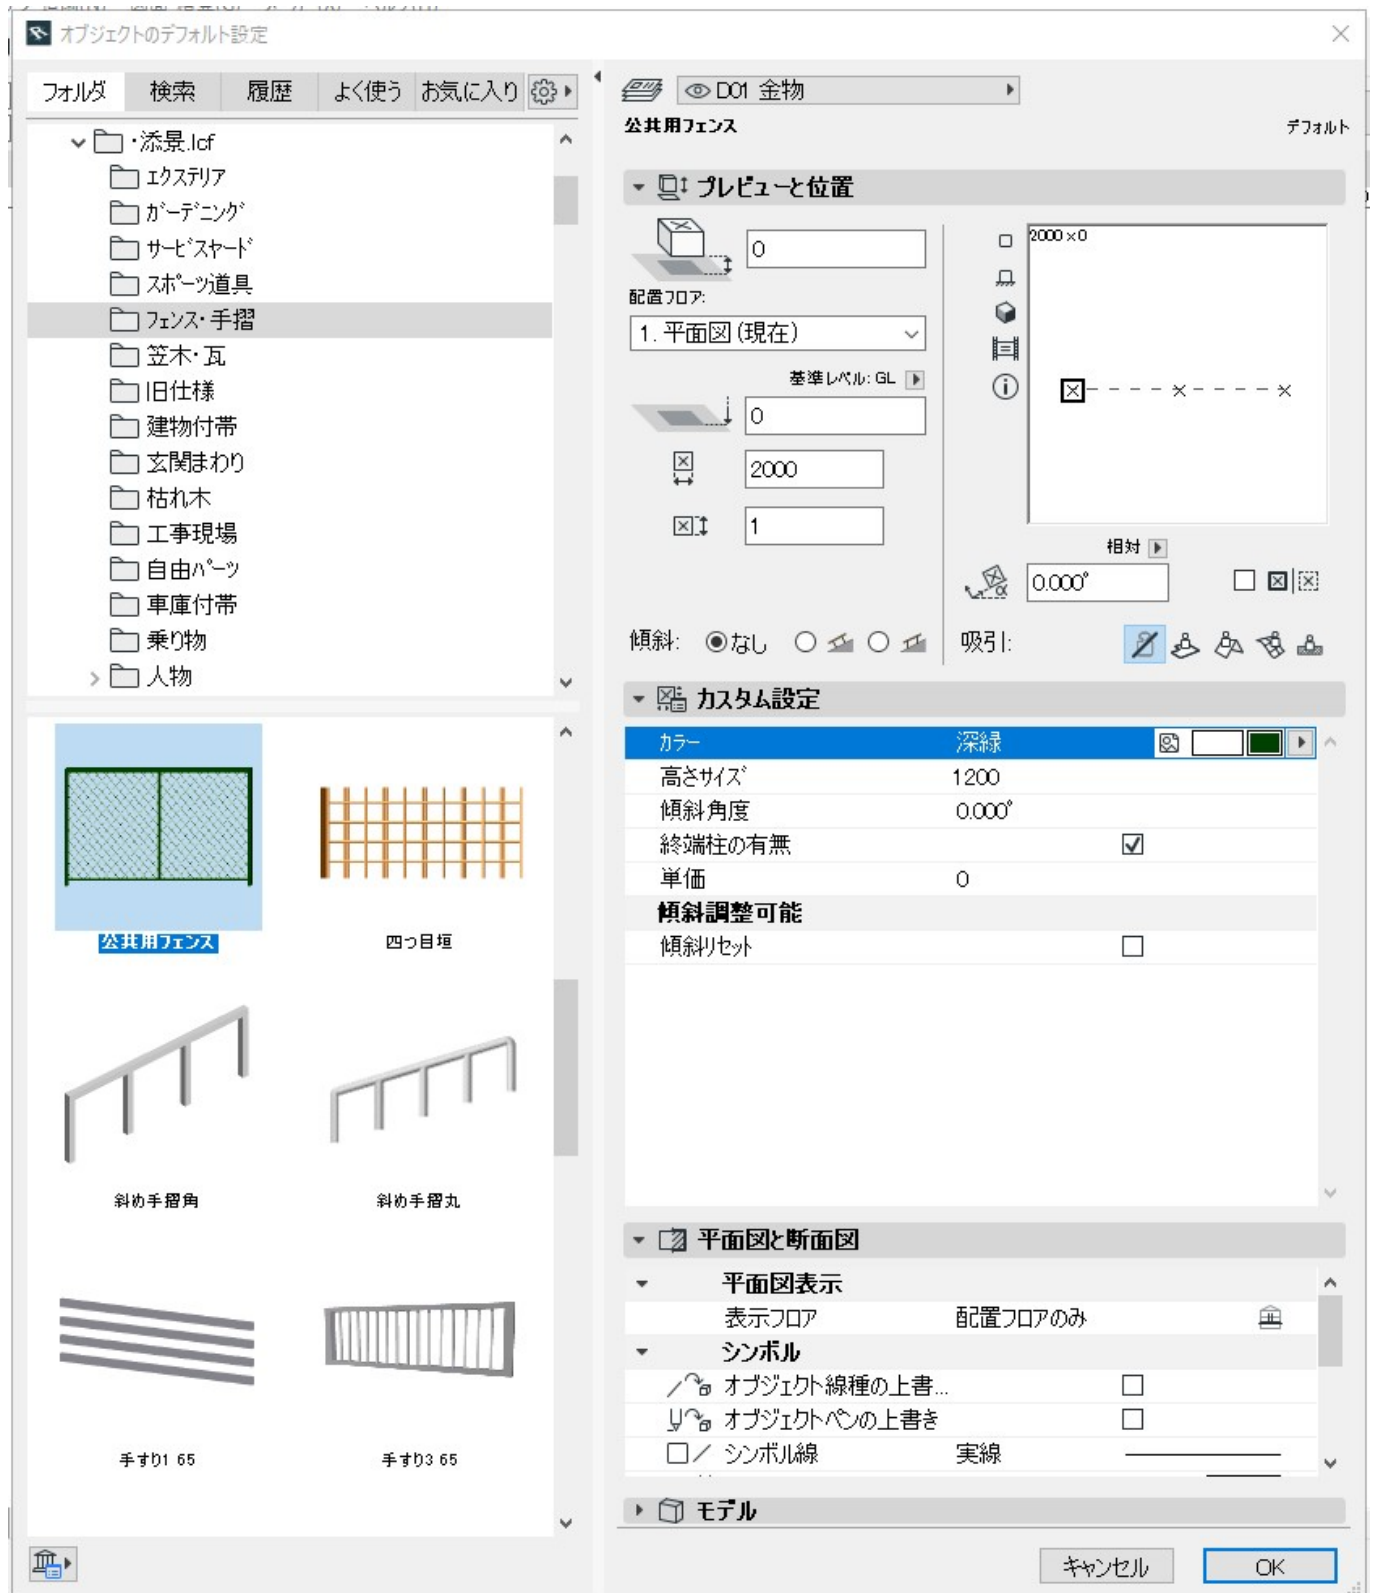 オブジェクトのデフォルト設定
フォルダ 検索 履歴 よく使う お気に入り
・添景.lcf
エクステリア
ガーデニング
サービスヤード
スポーツ道具
フェンス・手摺
笠木・瓦
旧仕様
建物付帯
玄関まわり
枯れ木
工事現場
自由パーツ
車庫付帯
乗り物
人物
公共用フェンス
四つ目垣
斜め手摺角
斜め手摺丸
手すり1 65
手すり3 65
D01 金物
公共用フェンス
デフォルト
プレビューと位置
0
配置フロア:
1. 平面図 (現在)
基準レベル: GL
0
2000
1
2000×0
相対
α
0.000°
傾斜:
なし
吸引:
カスタム設定
カラー 深緑
高さサイズ 1200
傾斜角度 0.000°
終端柱の有無
単価 0
傾斜調整可能
傾斜リセット
平面図と断面図
平面図表示
表示フロア 配置フロアのみ
シンボル
オブジェクト線種の上書...
オブジェクトペンの上書き
シンボル線 実線
モデル
キャンセル
OK